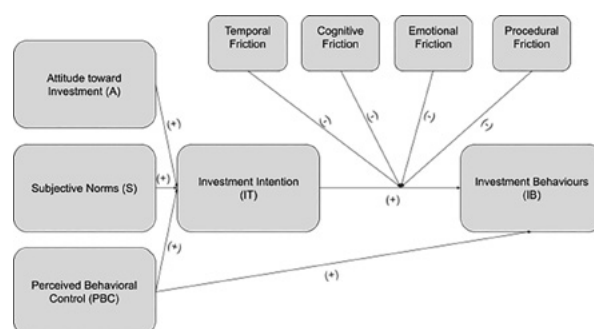 Temporal
Friction
Cognitive
Friction
Emotional
Friction
Procedural
Friction
Attitude toward
Investment (A)
(+)
(-)
(-)
(-)
(-)
Subjective Norms (S)
(+)
Investment Intention
(IT)
(+)
Investment Behaviours
(IB)
(+)
Perceived Behavioral
Control (PBC)
(+)